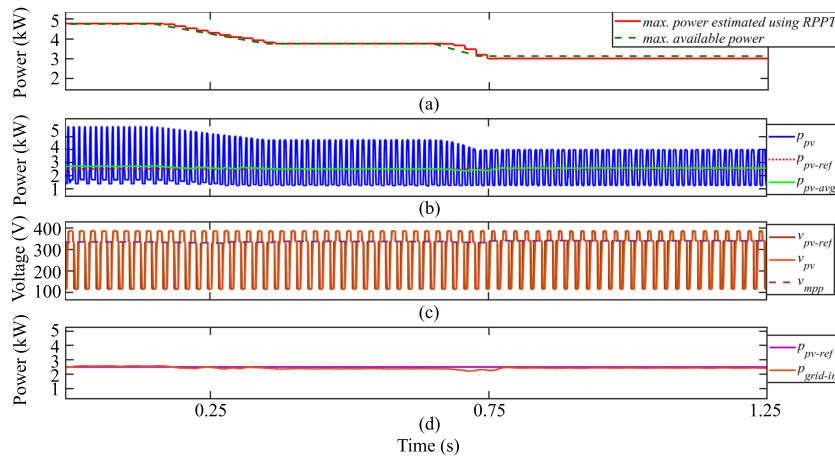 Power (kW)
5
4
3
2
max. power estimated using RPPT
max. available power
(a)
Power (kW)
5
4
3
2
1
p_pv
p_pv-ref
p_pv-avg
(b)
Voltage (V)
400
300
200
100
v_pv-ref
v_pv
v_mpp
(c)
Power (kW)
5
4
3
2
1
p_pv-ref
p_grid-in
0.25
0.75
1.25
(d)
Time (s)